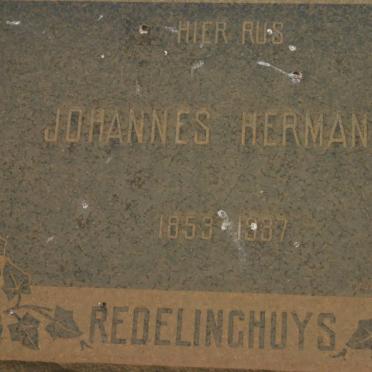 HIER RUS
JOHANNES HERMAN
1853 1937
REDELINGHUYS